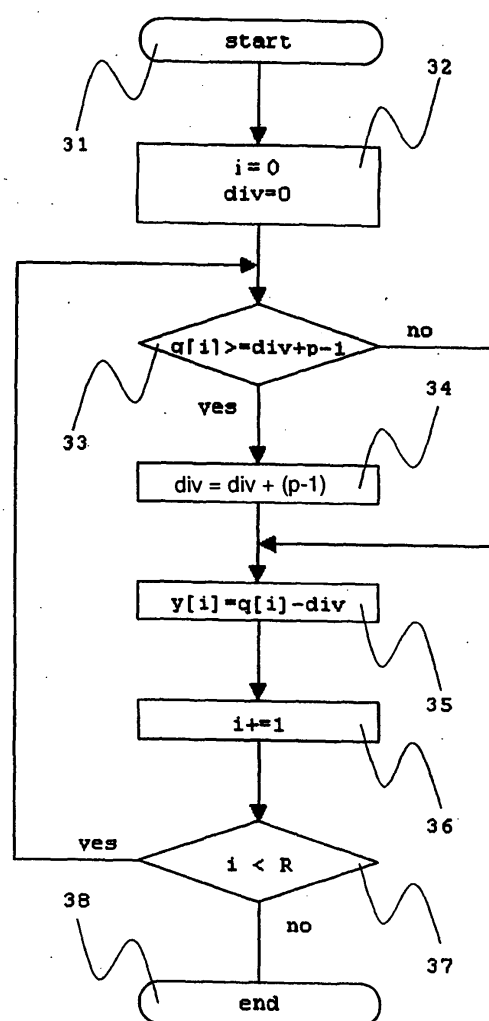 start
31
32
i = 0
div=0
q[i]>=div+p-1
no
33
yes
34
div = div + (p-1)
y[i]=q[i]-div
35
i+=1
36
yes
i < R
37
no
38
end